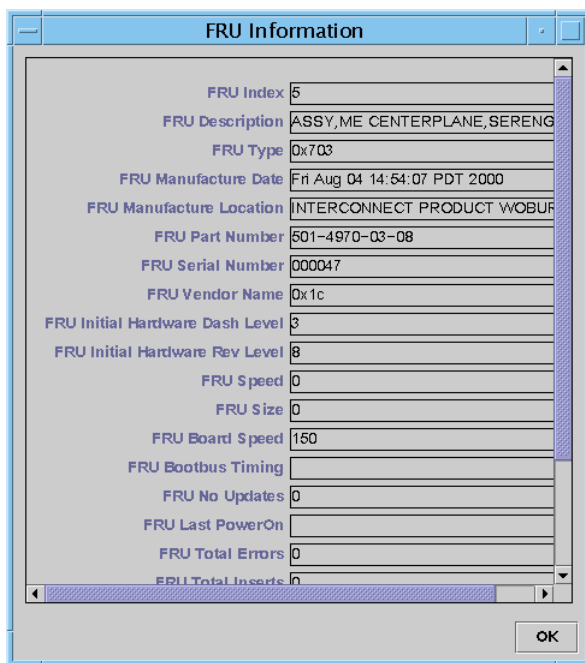 FRU Information
FRU Index 5
FRU Description ASSY,ME CENTERPLANE,SERENG
FRU Type 0x703
FRU Manufacture Date Fri Aug 04 14:54:07 PDT 2000
FRU Manufacture Location INTERCONNECT PRODUCT WOBUR
FRU Part Number 501-4970-03-08
FRU Serial Number 000047
FRU Vendor Name 0x1c
FRU Initial Hardware Dash Level 3
FRU Initial Hardware Rev Level 8
FRU Speed 0
FRU Size 0
FRU Board Speed 150
FRU Bootbus Timing
FRU No Updates 0
FRU Last PowerOn
FRU Total Errors 0
FRU Total Inserts 0
OK